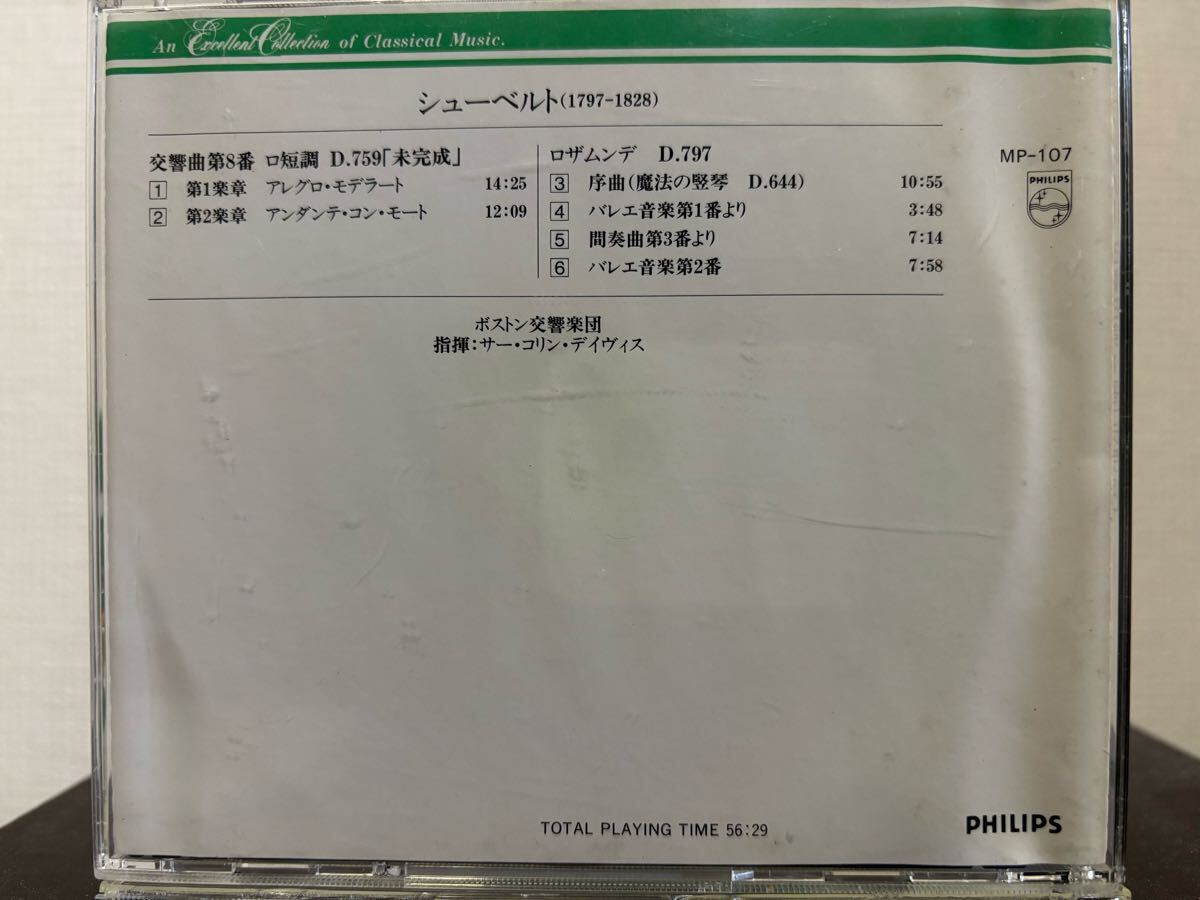 An Excellent Collection of Classical Music.
シューベルト(1797-1828)
交響曲第8番 ロ短調 D.759「未完成」
1 第1楽章 アレグロ・モデラート 14:25
2 第2楽章 アンダンテ・コン・モート 12:09
ロザムンデ D.797
3 序曲(魔法の竪琴 D.644) 10:55
4 バレエ音楽第1番より 3:48
5 間奏曲第3番より 7:14
6 バレエ音楽第2番 7:58
MP-107
PHILIPS
ボストン交響楽団
指揮:サー・コリン・デイヴィス
TOTAL PLAYING TIME 56:29
PHILIPS